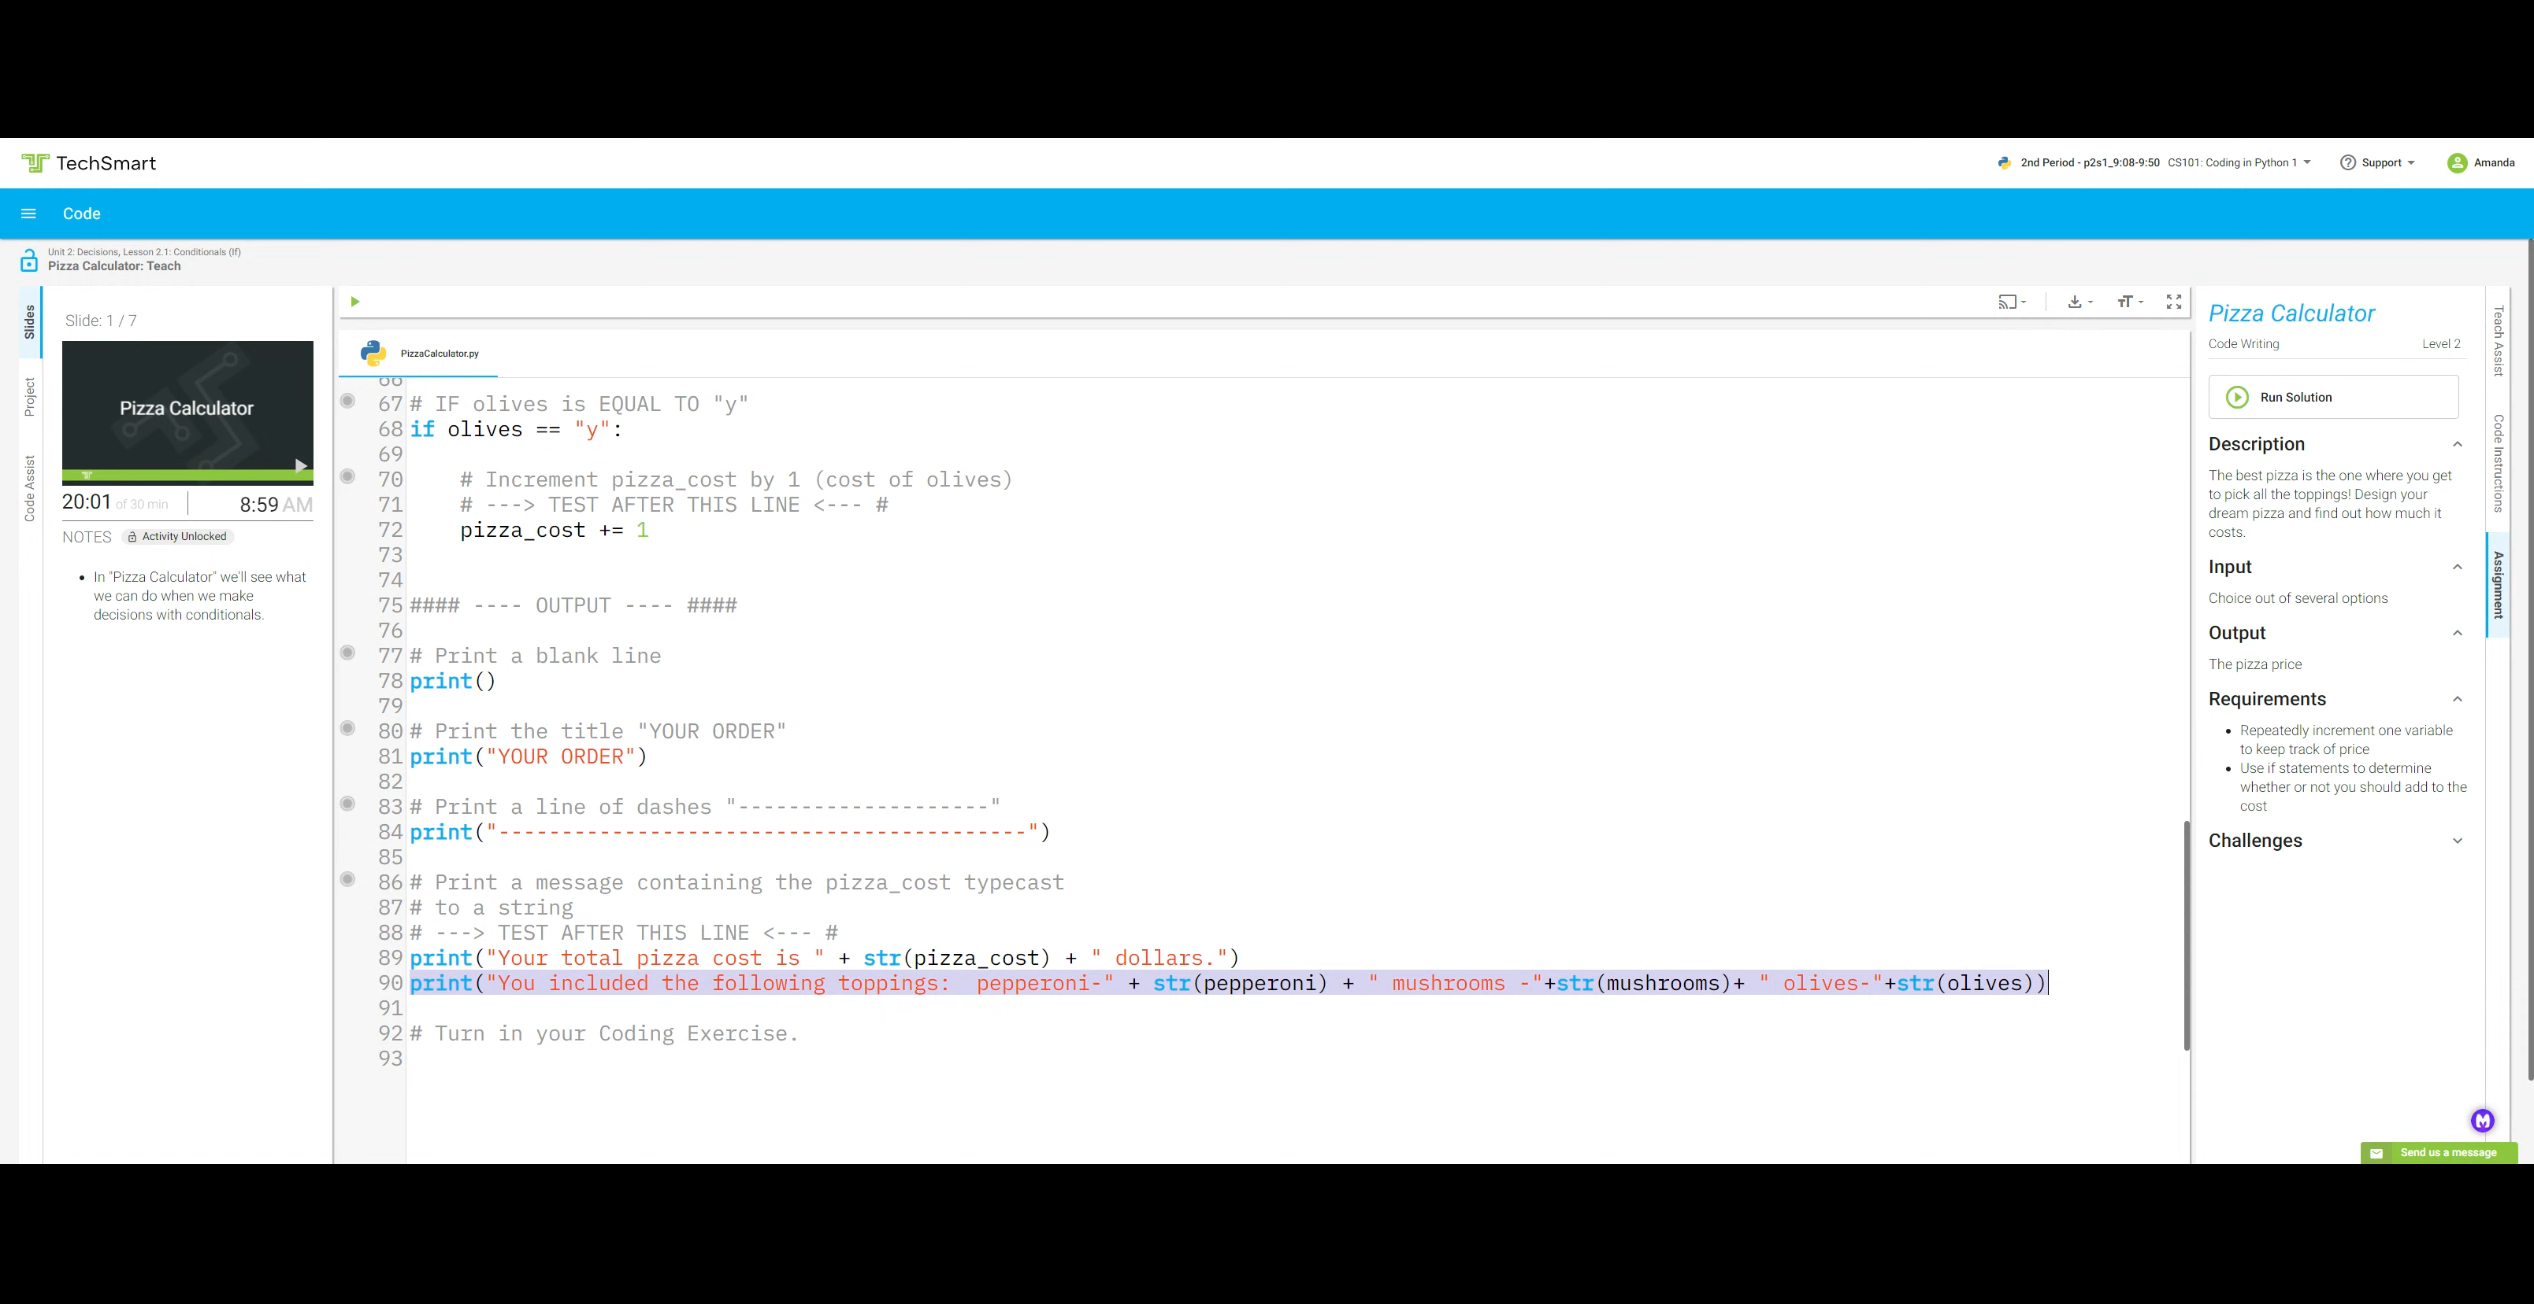 TechSmart
2nd Period - p2s1_9:08-9:50 CS101: Coding in Python 1
Support
Amanda
Code
Unit 2: Decisions, Lesson 2.1: Conditionals (If)
Pizza Calculator: Teach
Slides
Project
Code Assist
Slide: 1 / 7
Pizza Calculator
20:01 of 30 min
8:59 AM
NOTES
Activity Unlocked
• In "Pizza Calculator" we'll see what
we can do when we make
decisions with conditionals.
PizzaCalculator.py
66
67 # IF olives is EQUAL TO "y"
68 if olives == "y":
69
70     # Increment pizza_cost by 1 (cost of olives)
71     # ---> TEST AFTER THIS LINE <--- #
72     pizza_cost += 1
73
74
75 #### ---- OUTPUT ---- ####
76
77 # Print a blank line
78 print()
79
80 # Print the title "YOUR ORDER"
81 print("YOUR ORDER")
82
83 # Print a line of dashes "--------------------"
84 print("------------------------------------------")
85
86 # Print a message containing the pizza_cost typecast
87 # to a string
88 # ---> TEST AFTER THIS LINE <--- #
89 print("Your total pizza cost is " + str(pizza_cost) + " dollars.")
90 print("You included the following toppings:  pepperoni-" + str(pepperoni) + " mushrooms -"+str(mushrooms)+ " olives-"+str(olives))
91
92 # Turn in your Coding Exercise.
93
Pizza Calculator
Code Writing
Level 2
Run Solution
Description
The best pizza is the one where you get
to pick all the toppings! Design your
dream pizza and find out how much it
costs.
Input
Choice out of several options
Output
The pizza price
Requirements
• Repeatedly increment one variable
to keep track of price
• Use if statements to determine
whether or not you should add to the
cost
Challenges
Teach Assist
Code Instructions
Assignment
Send us a message